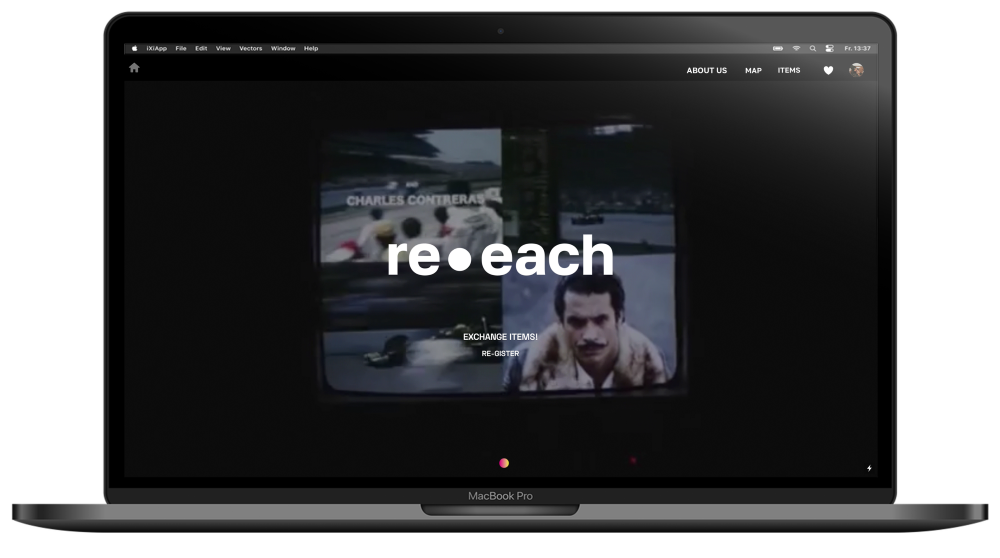 iXiApp File Edit View Vectors Window Help Fr. 13:37
ABOUT US MAP ITEMS
CHARLES CONTRERAS
re•each
EXCHANGE ITEMS!
RE-GISTER
MacBook Pro